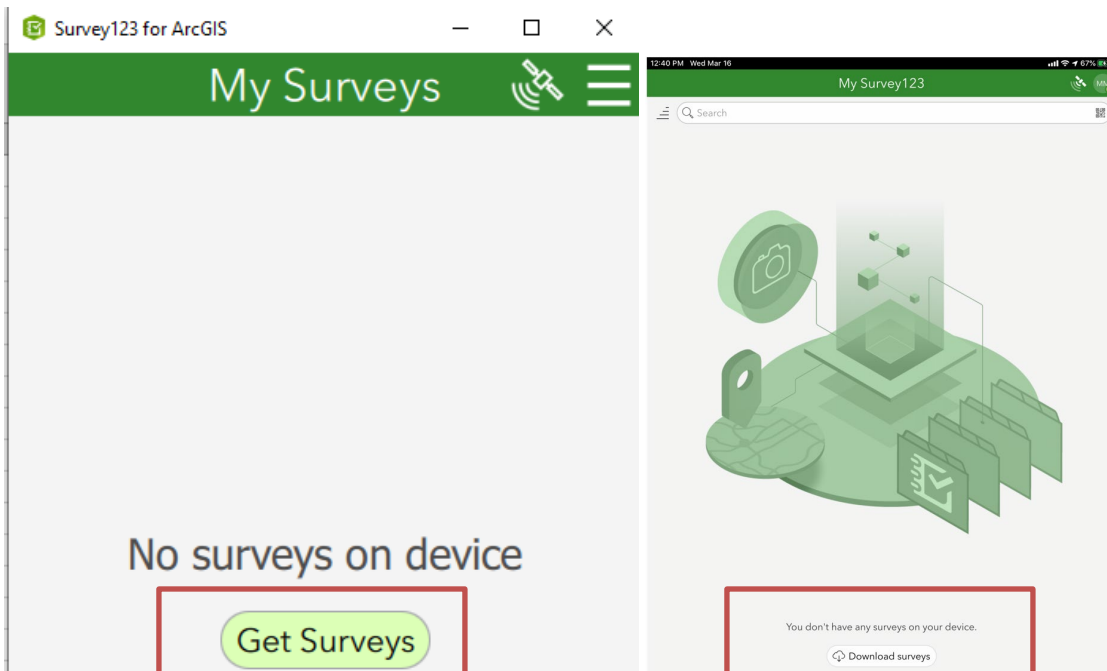 Survey123 for ArcGIS
My Surveys
No surveys on device
Get Surveys
12:40 PM Wed Mar 16
67%
My Survey123
MM
Search
You don't have any surveys on your device.
Download surveys